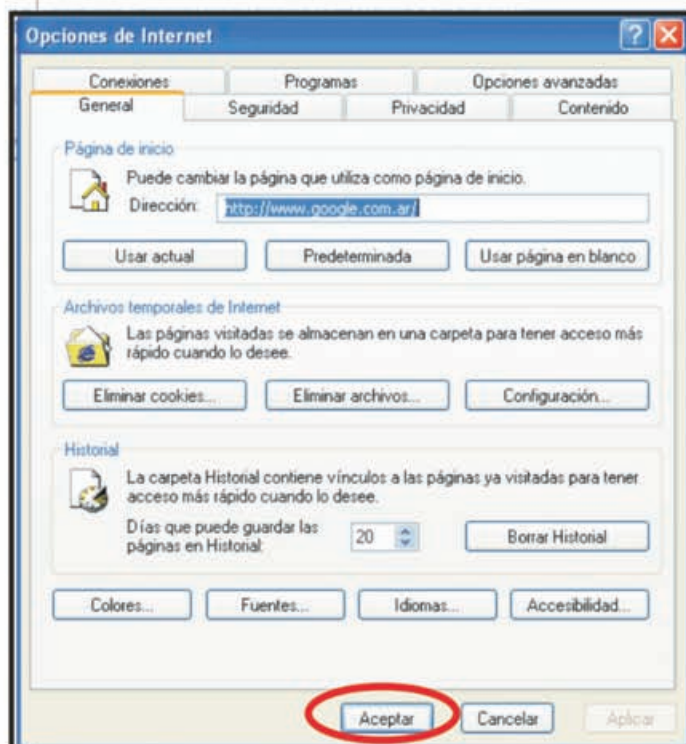 Opciones de Internet
Conexiones Programas Opciones avanzadas
General Seguridad Privacidad Contenido
Página de inicio
Puede cambiar la página que utiliza como página de inicio.
Dirección: http://www.google.com.ar/
Usar actual Predeterminada Usar página en blanco
Archivos temporales de Internet
Las páginas visitadas se almacenan en una carpeta para tener acceso más
rápido cuando lo desee.
Eliminar cookies... Eliminar archivos... Configuración...
Historial
La carpeta Historial contiene vínculos a las páginas ya visitadas para tener
acceso más rápido cuando lo desee.
Días que puede guardar las
páginas en Historial: 20 Borrar Historial
Colores... Fuentes... Idiomas... Accesibilidad...
Aceptar Cancelar Aplicar